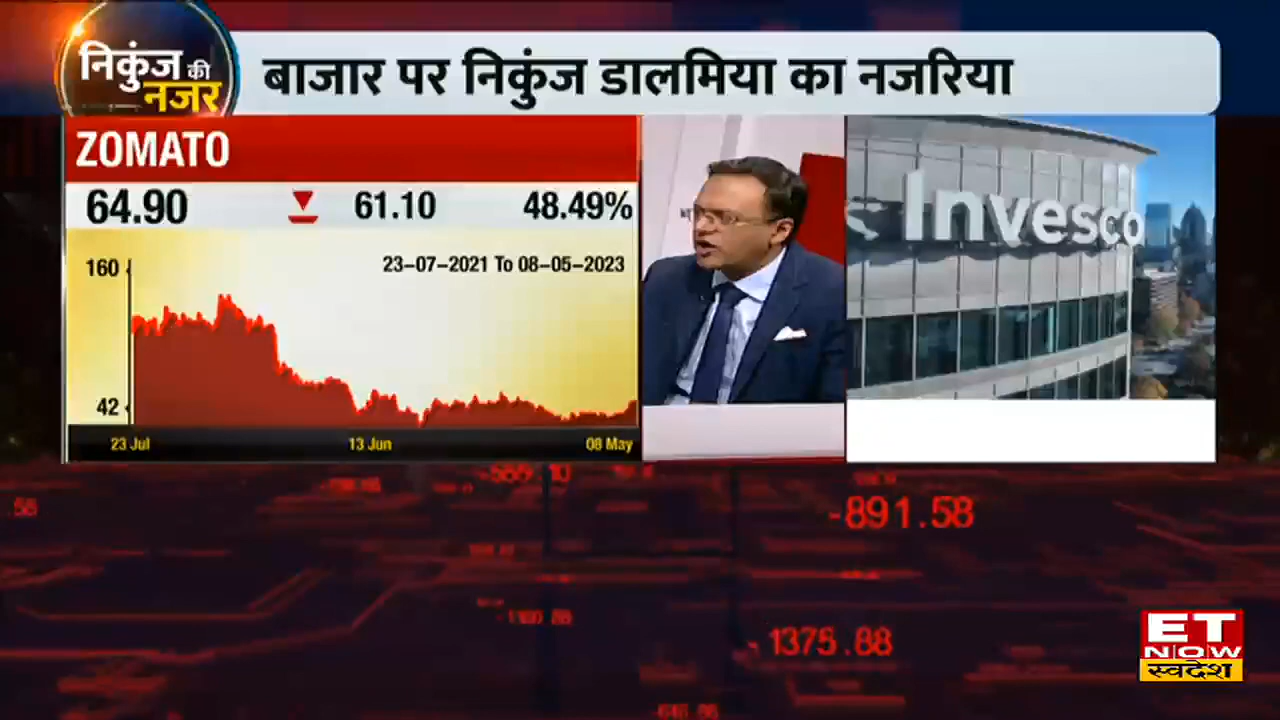 निकुंज की
नजर
बाजार पर निकुंज डालमिया का नजरिया
ZOMATO
64.90 61.10 48.49%
160
23-07-2021 To 08-05-2023
42
23 Jul 13 Jun 08 May
Invesco
58
-891.58
-1375.88
ET
NOW
स्वदेश